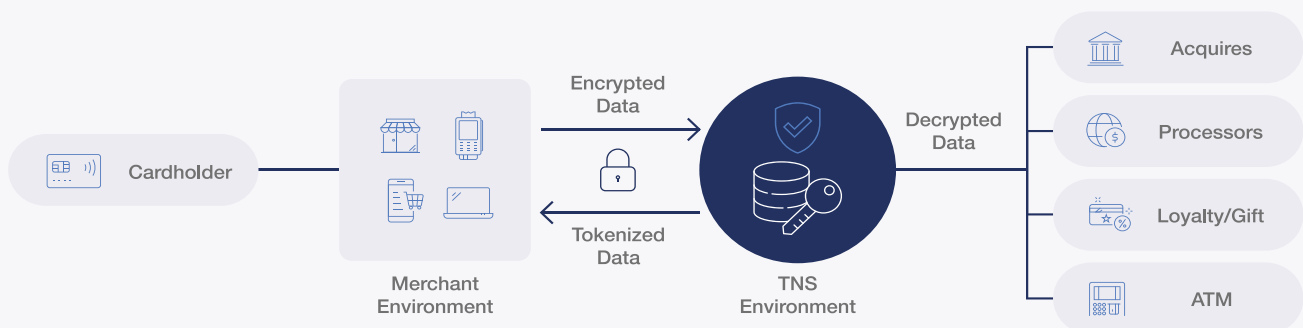 Cardholder
Merchant
Environment
Encrypted
Data
Tokenized
Data
TNS
Environment
Decrypted
Data
Acquires
Processors
Loyalty/Gift
ATM